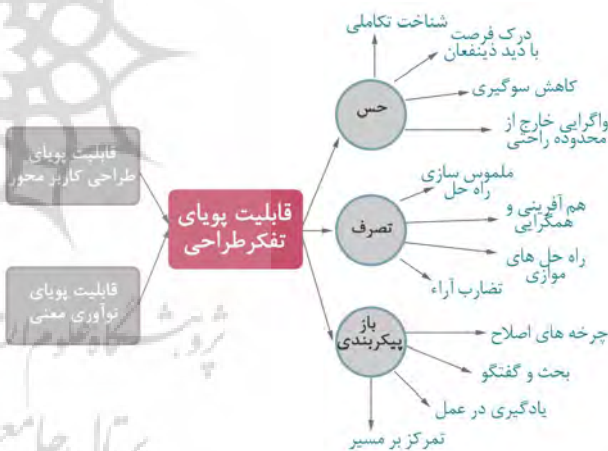 شناخت تکاملی
درک فرصت
با دید ذینفعان
کاهش سوگیری
واگرایی خارج از
محدوده راحتی
حس
قابلیت پویای
طراحی کاربر محور
قابلیت پویای
تفکرطراحی
قابلیت پویای
نوآوری معنی
ملموس سازی
راه حل
هم آفرینی و
همگرایی
راه حل های
موازی
تضارب آراء
تصرف
باز
پیکربندی
چرخه های اصلاح
بحث و گفتگو
یادگیری در عمل
تمرکز بر مسیر